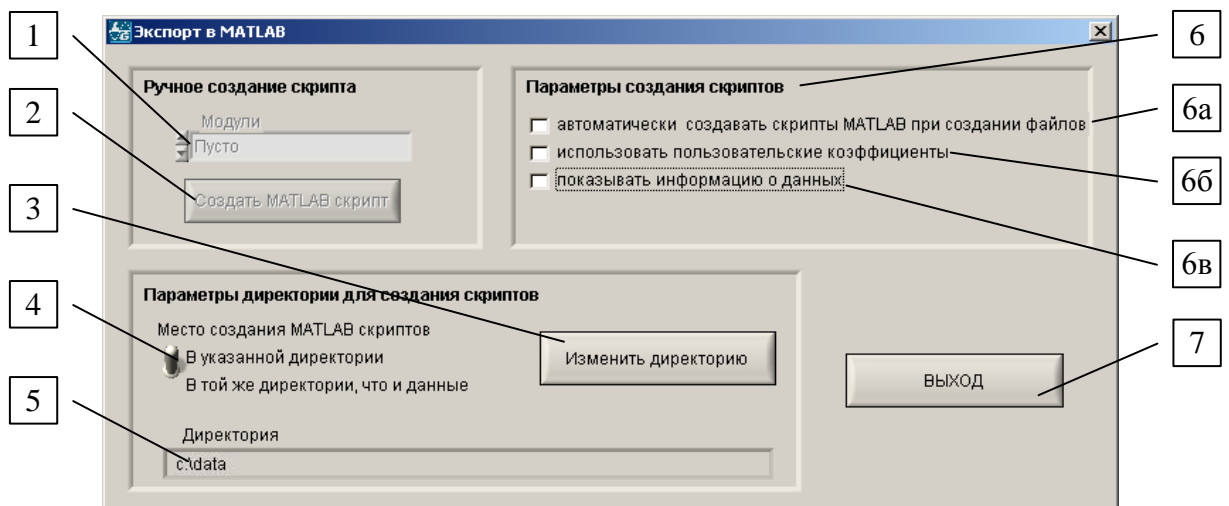 1
Экспорт в MATLAB
6
Ручное создание скрипта
Параметры создания скриптов
2
Модули
Пусто
автоматически создавать скрипты MATLAB при создании файлов
6а
использовать пользовательские коэффициенты
6б
Создать MATLAB скрипт
показывать информацию о данных
3
6в
Параметры директории для создания скриптов
4
Место создания MATLAB скриптов
В указанной директории
Изменить директорию
7
В той же директории, что и данные
ВЫХОД
5
Директория
c:\data